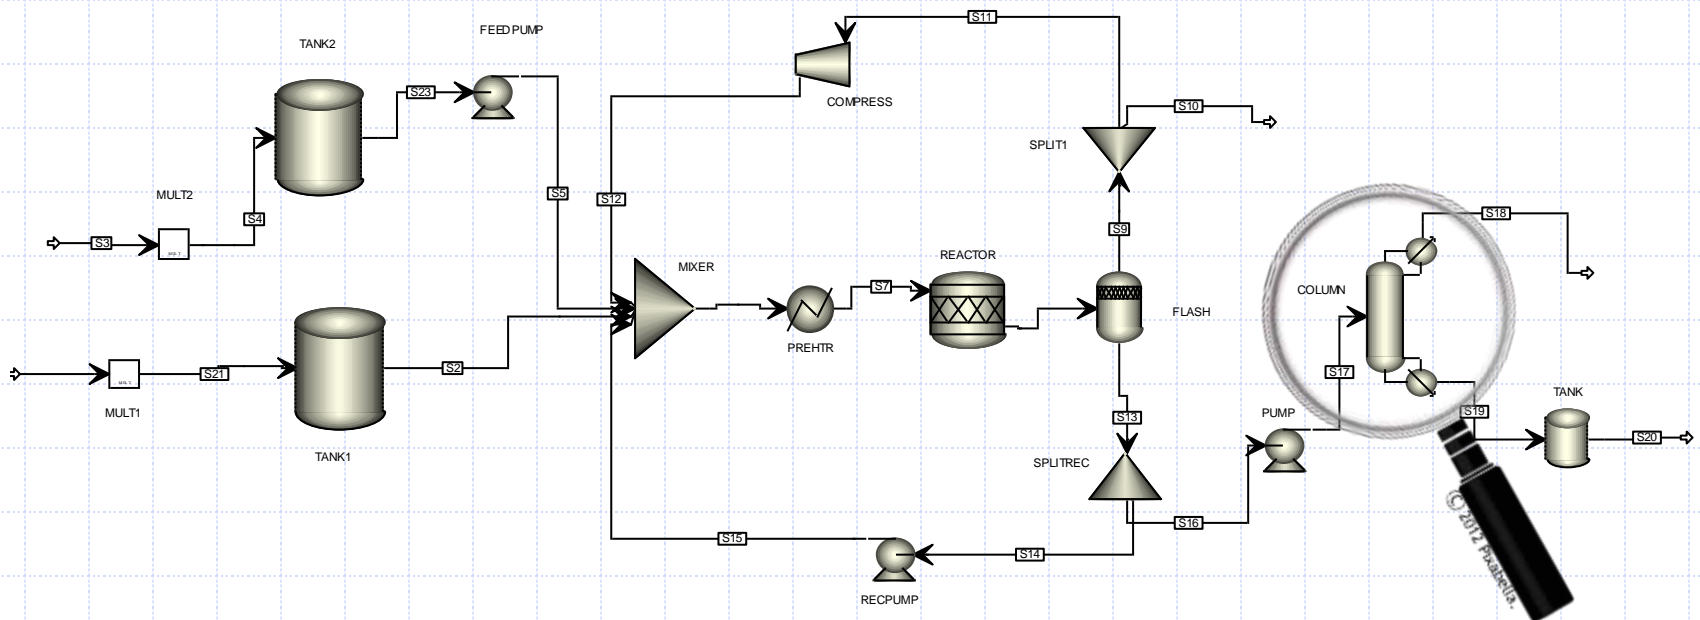 S11
FEEDPUMP
TANK2
COMPRESS
S23
S10
SPLIT1
MULT2
S5
S12
S4
S18
S3
S9
REACTOR
MIXER
S7
COLUMN
FLASH
PREHTR
S2
S21
S17
TANK
MULT1
S13
PUMP
S19
TANK1
SPLITREC
S20
S16
S15
S14
RECPUMP
© 2012 Pixabella.